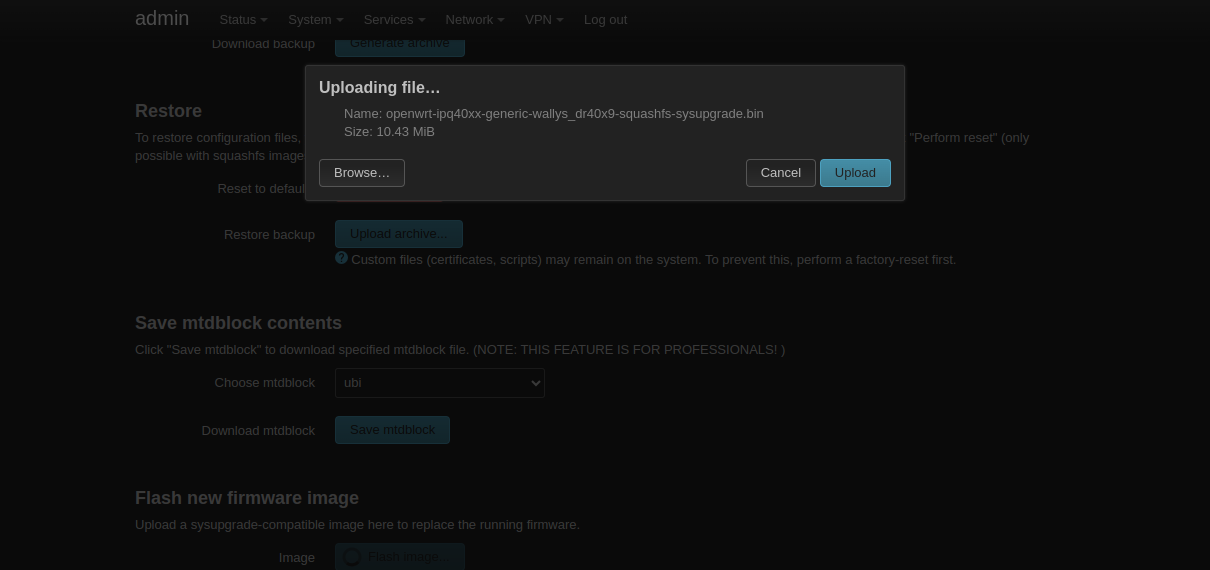 admin Status System Services Network VPN Log out
Download backup Generate archive
Uploading file…
Name: openwrt-ipq40xx-generic-wallys_dr40x9-squashfs-sysupgrade.bin
Size: 10.43 MiB
Browse… Cancel Upload
Restore
To restore configuration files, "Perform reset" (only
possible with squashfs image
Reset to defaul
Restore backup Upload archive...
Custom files (certificates, scripts) may remain on the system. To prevent this, perform a factory-reset first.
Save mtdblock contents
Click "Save mtdblock" to download specified mtdblock file. (NOTE: THIS FEATURE IS FOR PROFESSIONALS! )
Choose mtdblock ubi
Download mtdblock Save mtdblock
Flash new firmware image
Upload a sysupgrade-compatible image here to replace the running firmware.
Image Flash image...